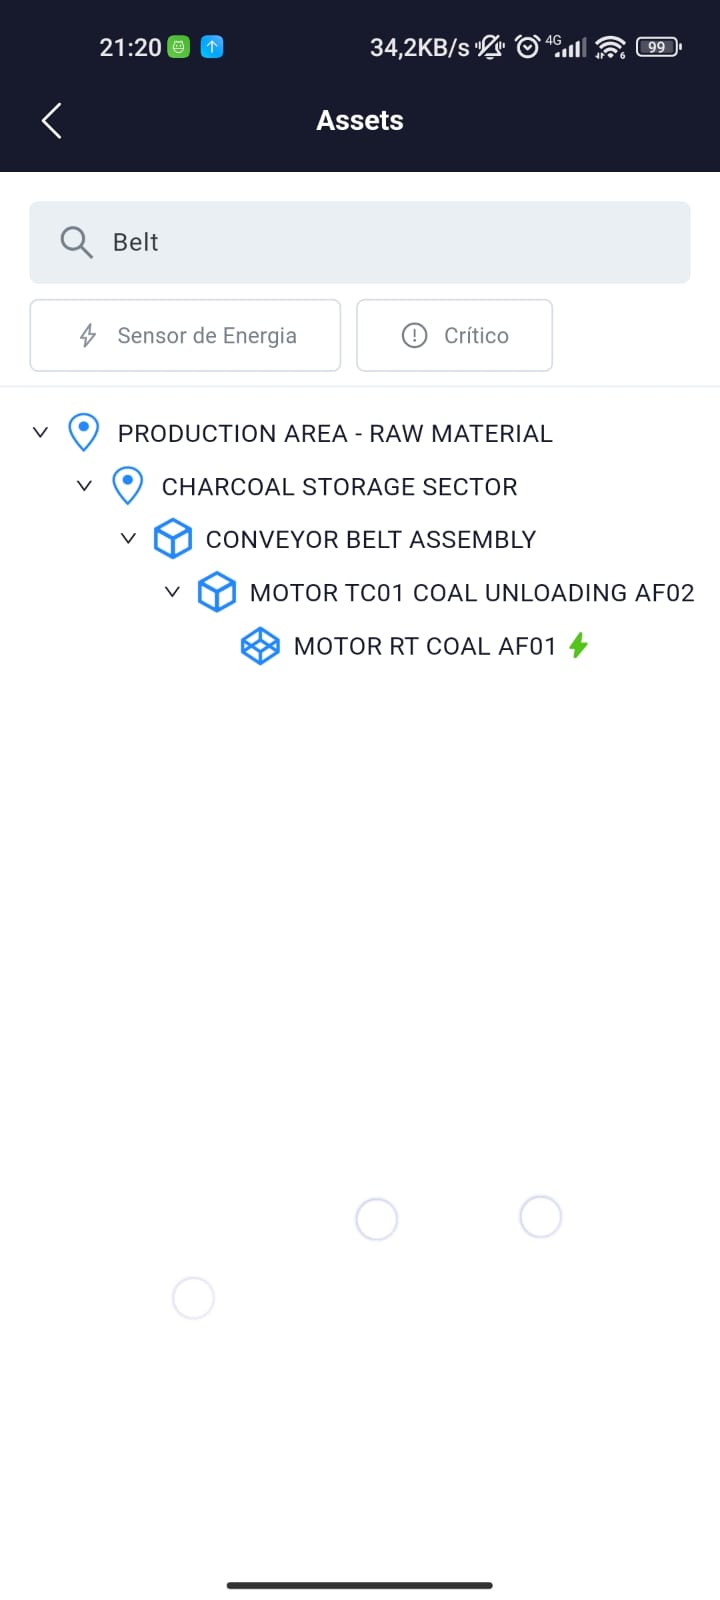 21:20 34,2KB/s 4G 6 99
Assets
Belt
Sensor de Energia Crítico
PRODUCTION AREA - RAW MATERIAL
CHARCOAL STORAGE SECTOR
CONVEYOR BELT ASSEMBLY
MOTOR TC01 COAL UNLOADING AF02
MOTOR RT COAL AF01